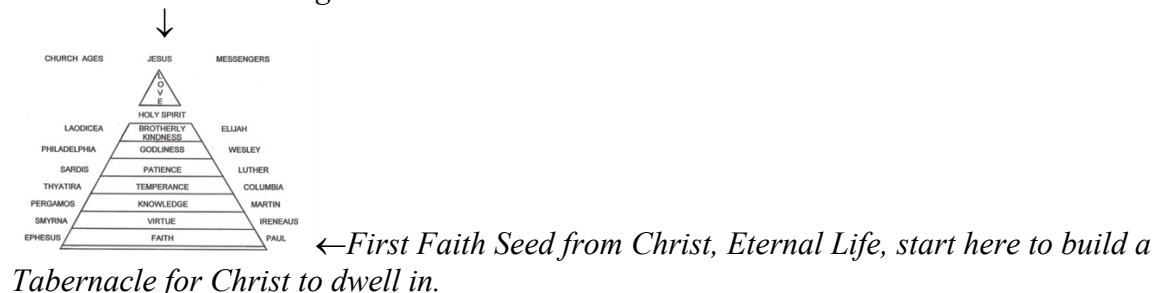 ↓
CHURCH AGES JESUS MESSENGERS
LOVE
HOLY SPIRIT
LAODICEA BROTHERLY KINDNESS ELIJAH
PHILADELPHIA GODLINESS WESLEY
SARDIS PATIENCE LUTHER
THYATIRA TEMPERANCE COLUMBIA
PERGAMOS KNOWLEDGE MARTIN
SMYRNA VIRTUE IRENEAUS
EPHESUS FAITH PAUL
←First Faith Seed from Christ, Eternal Life, start here to build a
Tabernacle for Christ to dwell in.